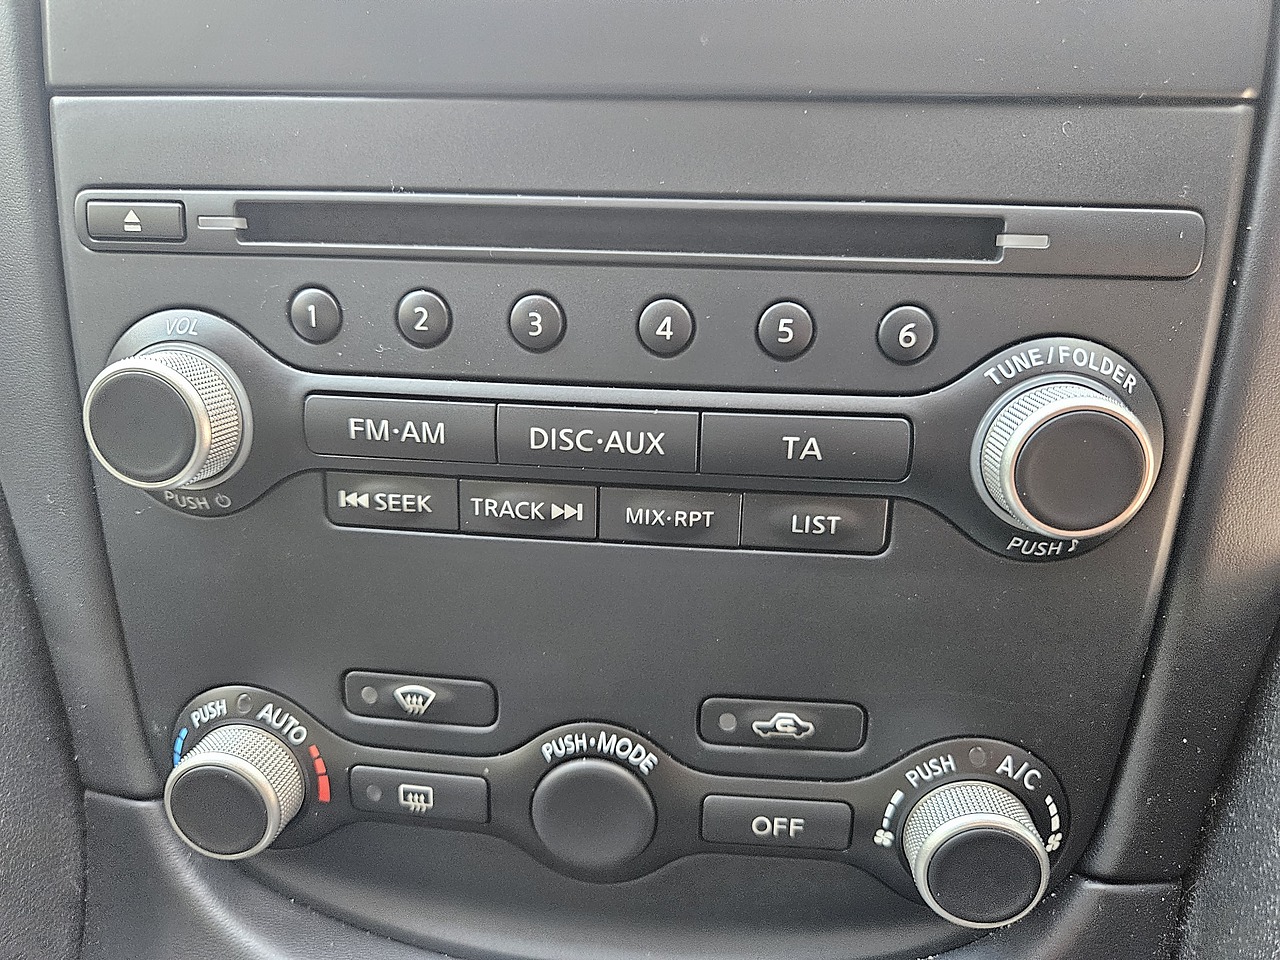 1 2 3 4 5 6
VOL
TUNE/FOLDER
FM·AM DISC·AUX TA
SEEK TRACK MIX·RPT LIST
PUSH
PUSH
PUSH AUTO
PUSH·MODE
PUSH A/C
OFF